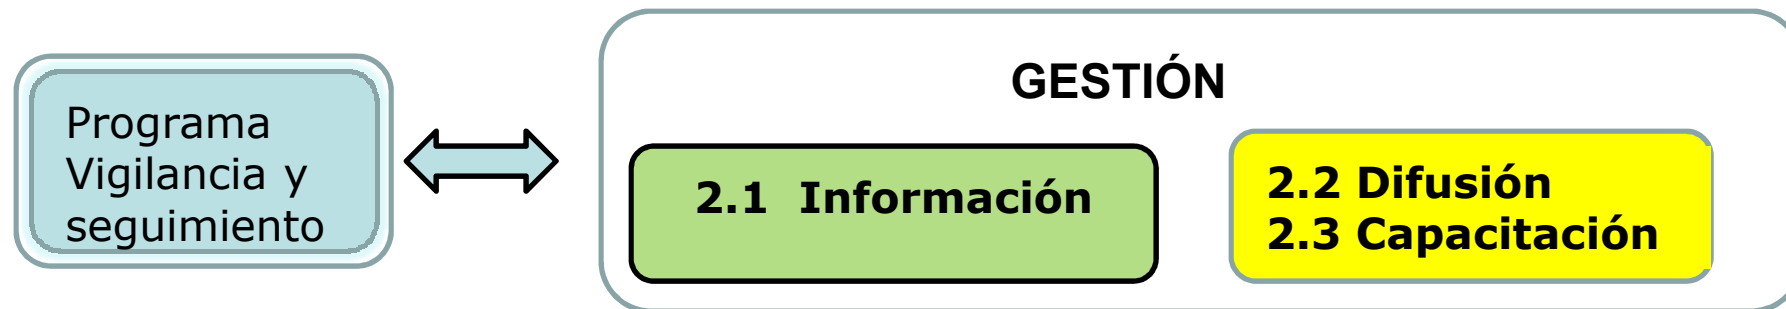 Programa
Vigilancia y
seguimiento
GESTIÓN
2.1 Información
2.2 Difusión
2.3 Capacitación